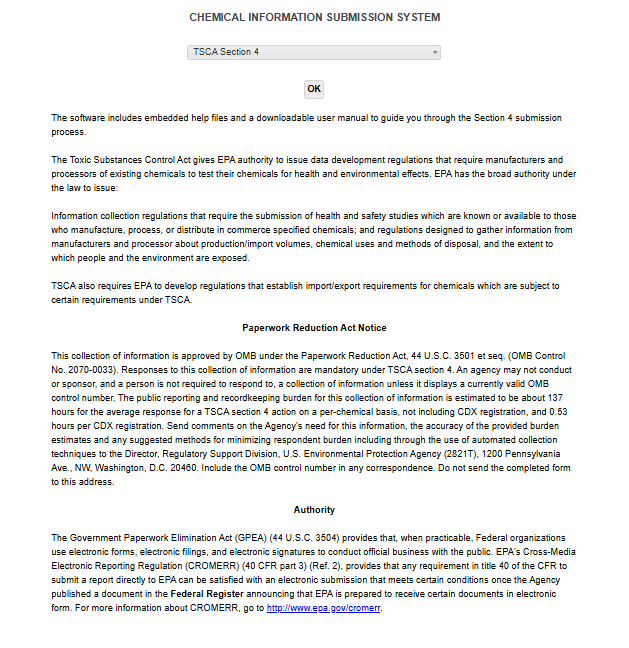 CHEMICAL INFORMATION SUBMISSION SYSTEM
TSCA Section 4
OK
The software includes embedded help files and a downloadable user manual to guide you through the Section 4 submission
process.
The Toxic Substances Control Act gives EPA authority to issue data development regulations that require manufacturers and
processors of existing chemicals to test their chemicals for health and environmental effects. EPA has the broad authority under
the law to issue:
Information collection regulations that require the submission of health and safety studies which are known or available to those
who manufacture, process, or distribute in commerce specified chemicals; and regulations designed to gather information from
manufacturers and processor about production/import volumes, chemical uses and methods of disposal, and the extent to
which people and the environment are exposed.
TSCA also requires EPA to develop regulations that establish import/export requirements for chemicals which are subject to
certain requirements under TSCA.
Paperwork Reduction Act Notice
This collection of information is approved by OMB under the Paperwork Reduction Act, 44 U.S.C. 3501 et seq. (OMB Control
No. 2070-0033). Responses to this collection of information are mandatory under TSCA section 4. An agency may not conduct
or sponsor, and a person is not required to respond to, a collection of information unless it displays a currently valid OMB
control number. The public reporting and recordkeeping burden for this collection of information is estimated to be about 137
hours for the average response for a TSCA section 4 action on a per-chemical basis, not including CDX registration, and 0.53
hours per CDX registration. Send comments on the Agency's need for this information, the accuracy of the provided burden
estimates and any suggested methods for minimizing respondent burden including through the use of automated collection
techniques to the Director, Regulatory Support Division, U.S. Environmental Protection Agency (2821T), 1200 Pennsylvania
Ave., NW, Washington, D.C. 20460. Include the OMB control number in any correspondence. Do not send the completed form
to this address.
Authority
The Government Paperwork Elimination Act (GPEA) (44 U.S.C. 3504) provides that, when practicable, Federal organizations
use electronic forms, electronic filings, and electronic signatures to conduct official business with the public. EPA's Cross-Media
Electronic Reporting Regulation (CROMERR) (40 CFR part 3) (Ref. 2), provides that any requirement in title 40 of the CFR to
submit a report directly to EPA can be satisfied with an electronic submission that meets certain conditions once the Agency
published a document in the Federal Register announcing that EPA is prepared to receive certain documents in electronic
form. For more information about CROMERR, go to http://www.epa.gov/cromerr.